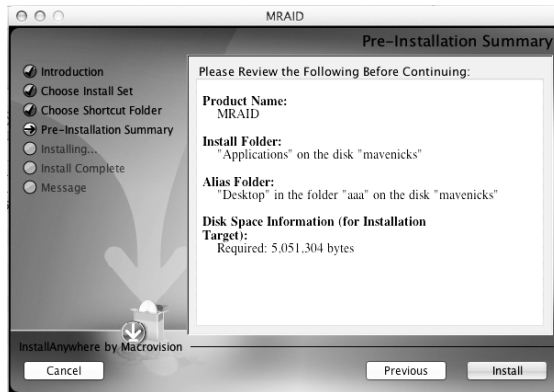 MRAID
Pre-Installation Summary
Introduction
Choose Install Set
Choose Shortcut Folder
Pre-Installation Summary
Installing...
Install Complete
Message
Please Review the Following Before Continuing:
Product Name:
MRAID
Install Folder:
"Applications" on the disk "mavenicks"
Alias Folder:
"Desktop" in the folder "aaa" on the disk "mavenicks"
Disk Space Information (for Installation
Target):
Required: 5,051,304 bytes
InstallAnywhere by Macrovision
Cancel
Previous
Install